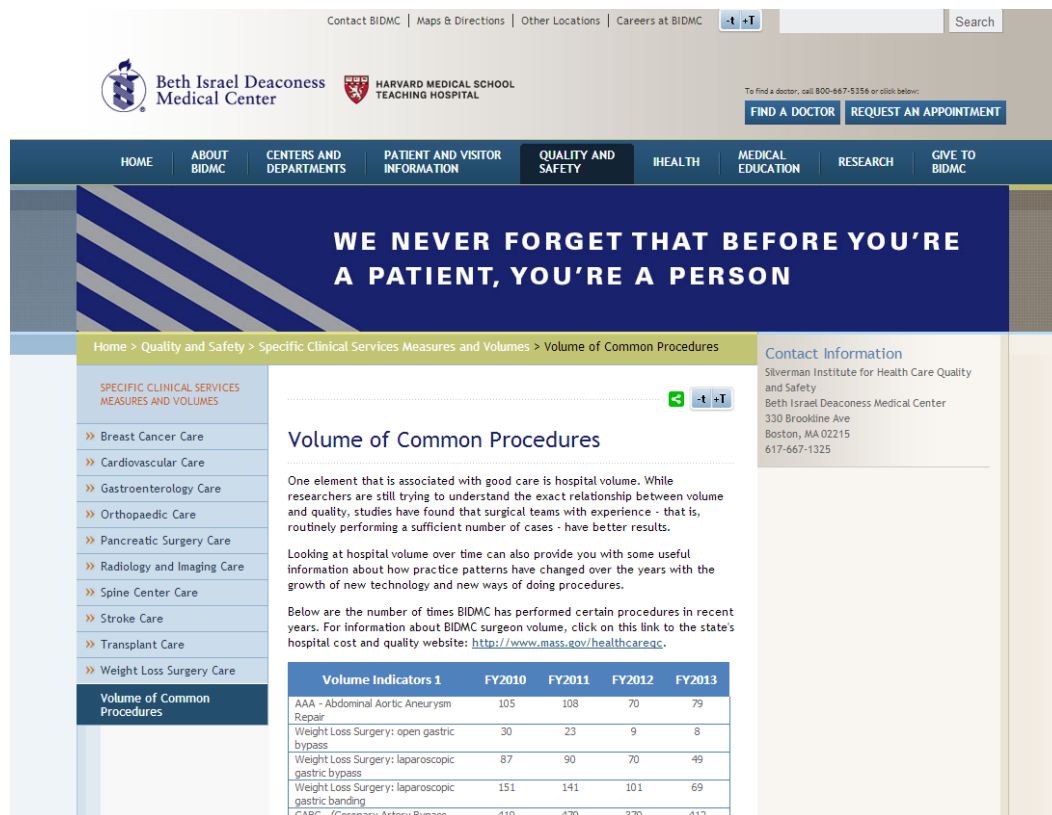 Contact BIDMC | Maps & Directions | Other Locations | Careers at BIDMC
-t +T
Search
Beth Israel Deaconess
Medical Center
HARVARD MEDICAL SCHOOL
TEACHING HOSPITAL
To find a doctor, call 800-667-5356 or click below:
FIND A DOCTOR
REQUEST AN APPOINTMENT
HOME
ABOUT
BIDMC
CENTERS AND
DEPARTMENTS
PATIENT AND VISITOR
INFORMATION
QUALITY AND
SAFETY
IHEALTH
MEDICAL
EDUCATION
RESEARCH
GIVE TO
BIDMC
WE NEVER FORGET THAT BEFORE YOU'RE
A PATIENT, YOU'RE A PERSON
Home > Quality and Safety > Specific Clinical Services Measures and Volumes > Volume of Common Procedures
SPECIFIC CLINICAL SERVICES
MEASURES AND VOLUMES
» Breast Cancer Care
» Cardiovascular Care
» Gastroenterology Care
» Orthopaedic Care
» Pancreatic Surgery Care
» Radiology and Imaging Care
» Spine Center Care
» Stroke Care
» Transplant Care
» Weight Loss Surgery Care
Volume of Common
Procedures
-t +T
Volume of Common Procedures
One element that is associated with good care is hospital volume. While
researchers are still trying to understand the exact relationship between volume
and quality, studies have found that surgical teams with experience - that is,
routinely performing a sufficient number of cases - have better results.
Looking at hospital volume over time can also provide you with some useful
information about how practice patterns have changed over the years with the
growth of new technology and new ways of doing procedures.
Below are the number of times BIDMC has performed certain procedures in recent
years. For information about BIDMC surgeon volume, click on this link to the state's
hospital cost and quality website: http://www.mass.gov/healthcareqc.
Volume Indicators 1 FY2010 FY2011 FY2012 FY2013
AAA - Abdominal Aortic Aneurysm 105 108 70 79
Repair
Weight Loss Surgery: open gastric 30 23 9 8
bypass
Weight Loss Surgery: laparoscopic 87 90 70 49
gastric bypass
Weight Loss Surgery: laparoscopic 151 141 101 69
gastric banding
CABG - (Coronary Artery Bypass 410 470 370 412
Contact Information
Silverman Institute for Health Care Quality
and Safety
Beth Israel Deaconess Medical Center
330 Brookline Ave
Boston, MA 02215
617-667-1325